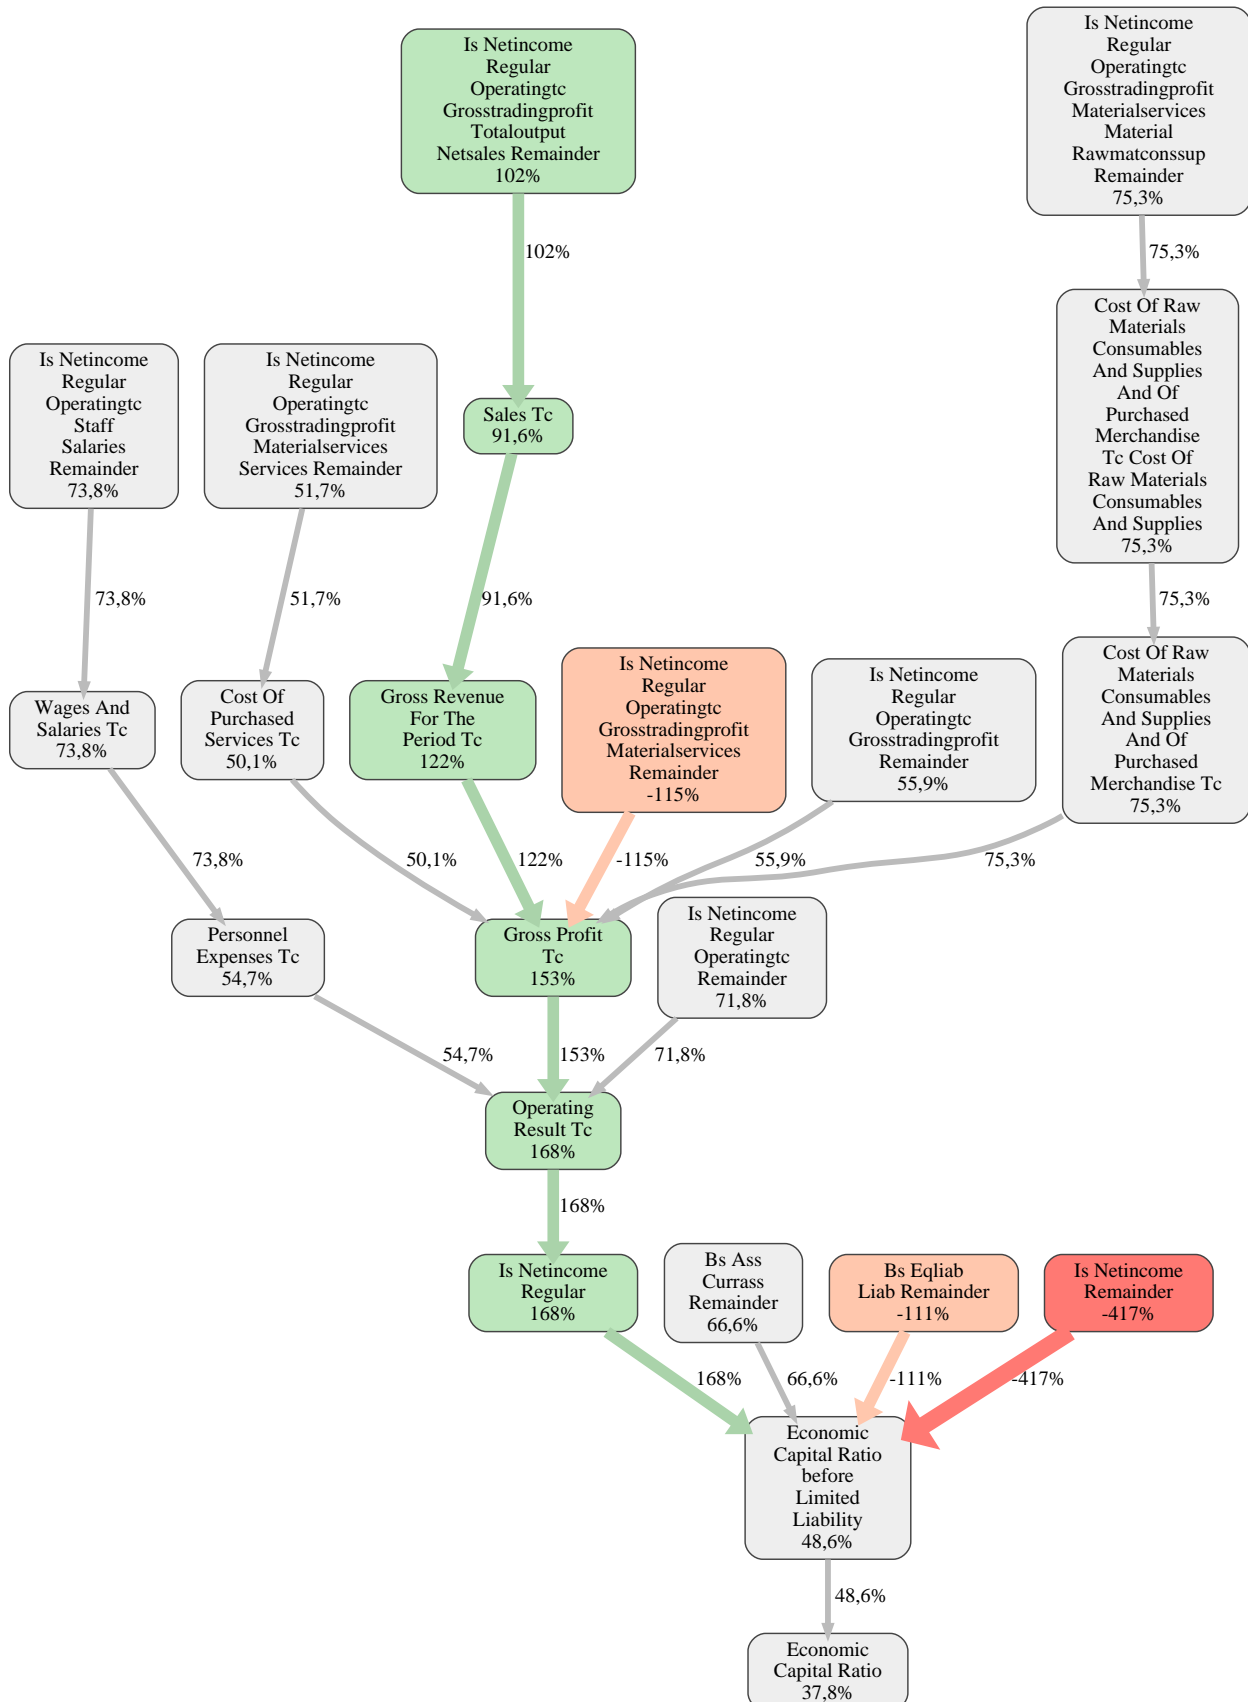 Is Netincome
Regular
Operatingtc
Grosstradingprofit
Totaloutput
Netsales Remainder
102%
Is Netincome
Regular
Operatingtc
Grosstradingprofit
Materialservices
Material
Rawmatconssup
Remainder
75,3%
102%
75,3%
Is Netincome
Regular
Operatingtc
Staff
Salaries
Remainder
73,8%
Is Netincome
Regular
Operatingtc
Grosstradingprofit
Materialservices
Services Remainder
51,7%
Sales Tc
91,6%
Cost Of Raw
Materials
Consumables
And Supplies
And Of
Purchased
Merchandise
Tc Cost Of
Raw Materials
Consumables
And Supplies
75,3%
73,8%
51,7%
91,6%
75,3%
Wages And
Salaries Tc
73,8%
Cost Of
Purchased
Services Tc
50,1%
Gross Revenue
For The
Period Tc
122%
Is Netincome
Regular
Operatingtc
Grosstradingprofit
Materialservices
Remainder
-115%
Is Netincome
Regular
Operatingtc
Grosstradingprofit
Remainder
55,9%
Cost Of Raw
Materials
Consumables
And Supplies
And Of
Purchased
Merchandise Tc
75,3%
73,8%
50,1%
122%
-115%
55,9%
75,3%
Personnel
Expenses Tc
54,7%
Gross Profit
Tc
153%
Is Netincome
Regular
Operatingtc
Remainder
71,8%
54,7%
153%
71,8%
Operating
Result Tc
168%
168%
Is Netincome
Regular
168%
Bs Ass
Currass
Remainder
66,6%
Bs Eqliab
Liab Remainder
-111%
Is Netincome
Remainder
-417%
168%
66,6%
-111%
-417%
Economic
Capital Ratio
before
Limited
Liability
48,6%
48,6%
Economic
Capital Ratio
37,8%